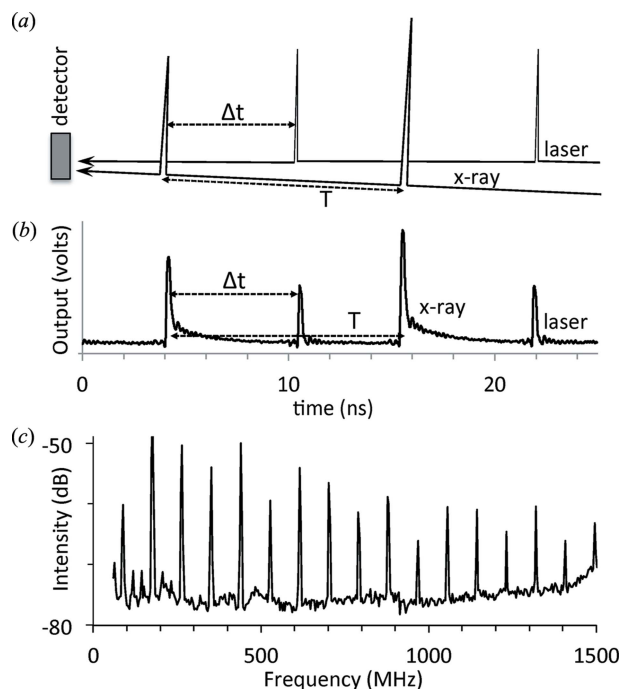 (a)
detector
Δt
laser
x-ray
T
(b)
Output (volts)
Δt
T
x-ray
laser
0 10 20
time (ns)
(c)
-50
Intensity (dB)
-80
0 500 1000 1500
Frequency (MHz)